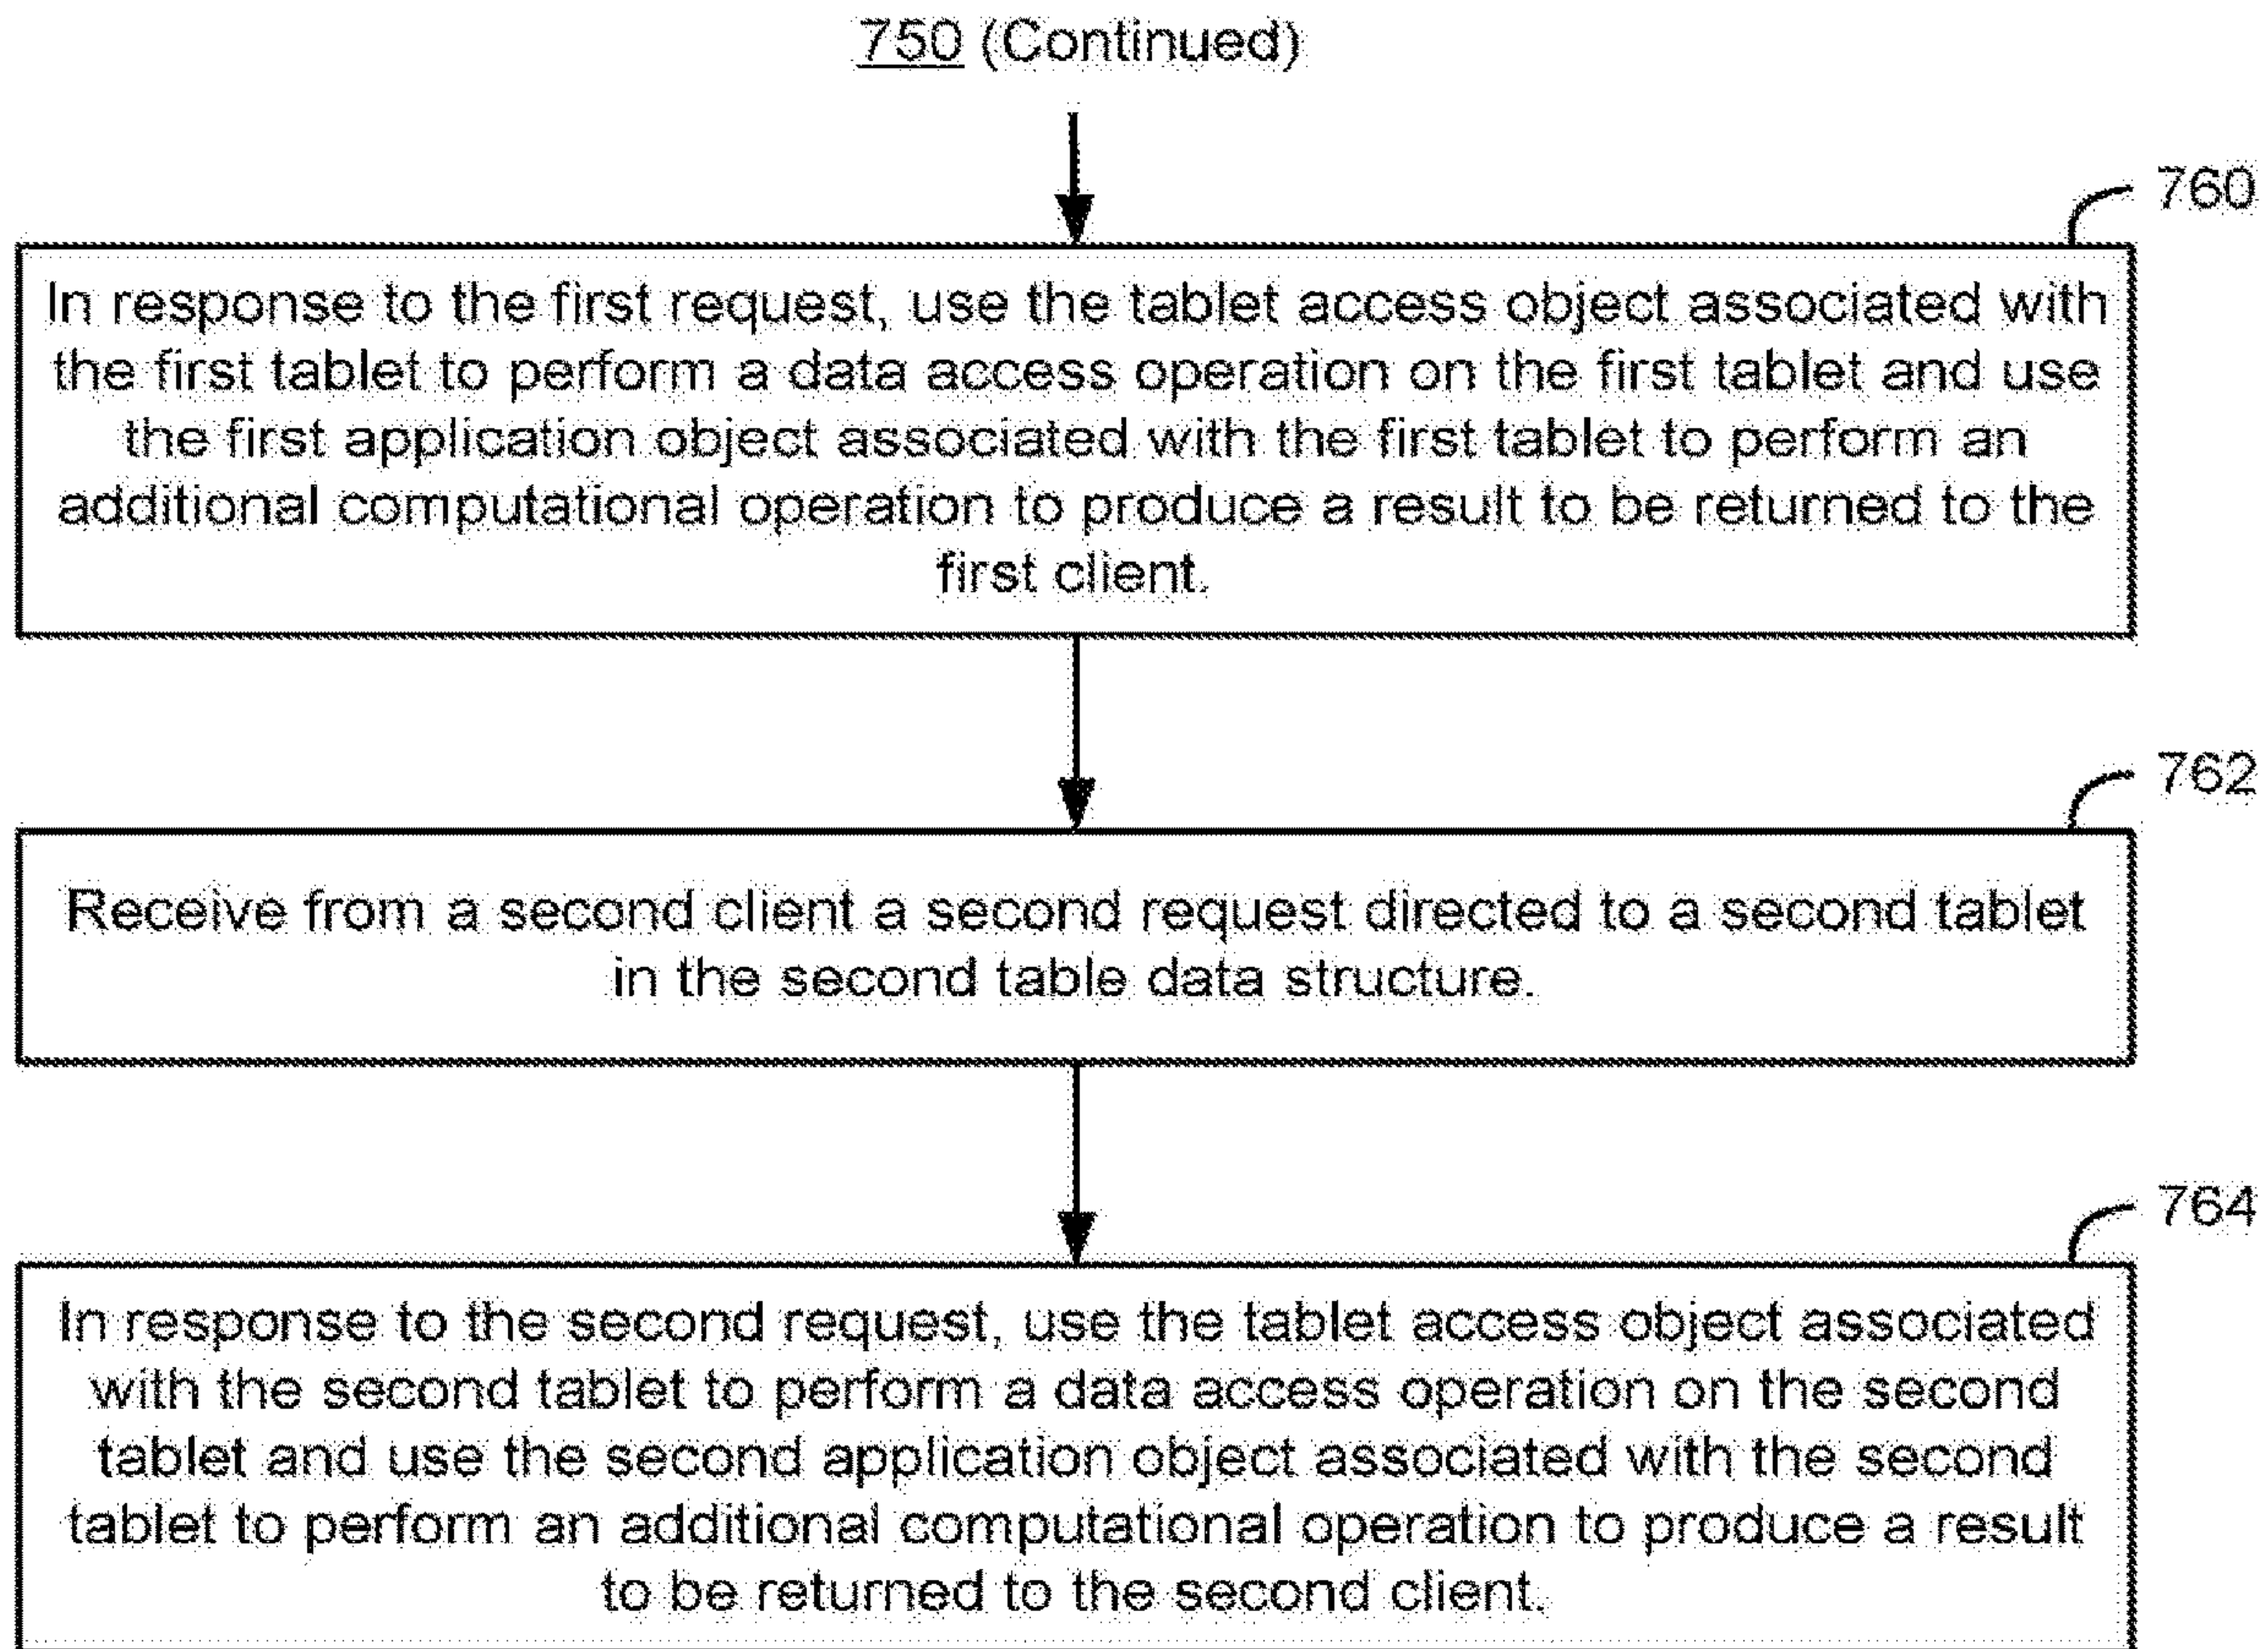 750 (Continued)
760
In response to the first request, use the tablet access object associated with
the first tablet to perform a data access operation on the first tablet and use
the first application object associated with the first tablet to perform an
additional computational operation to produce a result to be returned to the
first client.
762
Receive from a second client a second request directed to a second tablet
in the second table data structure.
764
In response to the second request, use the tablet access object associated
with the second tablet to perform a data access operation on the second
tablet and use the second application object associated with the second
tablet to perform an additional computational operation to produce a result
to be returned to the second client.